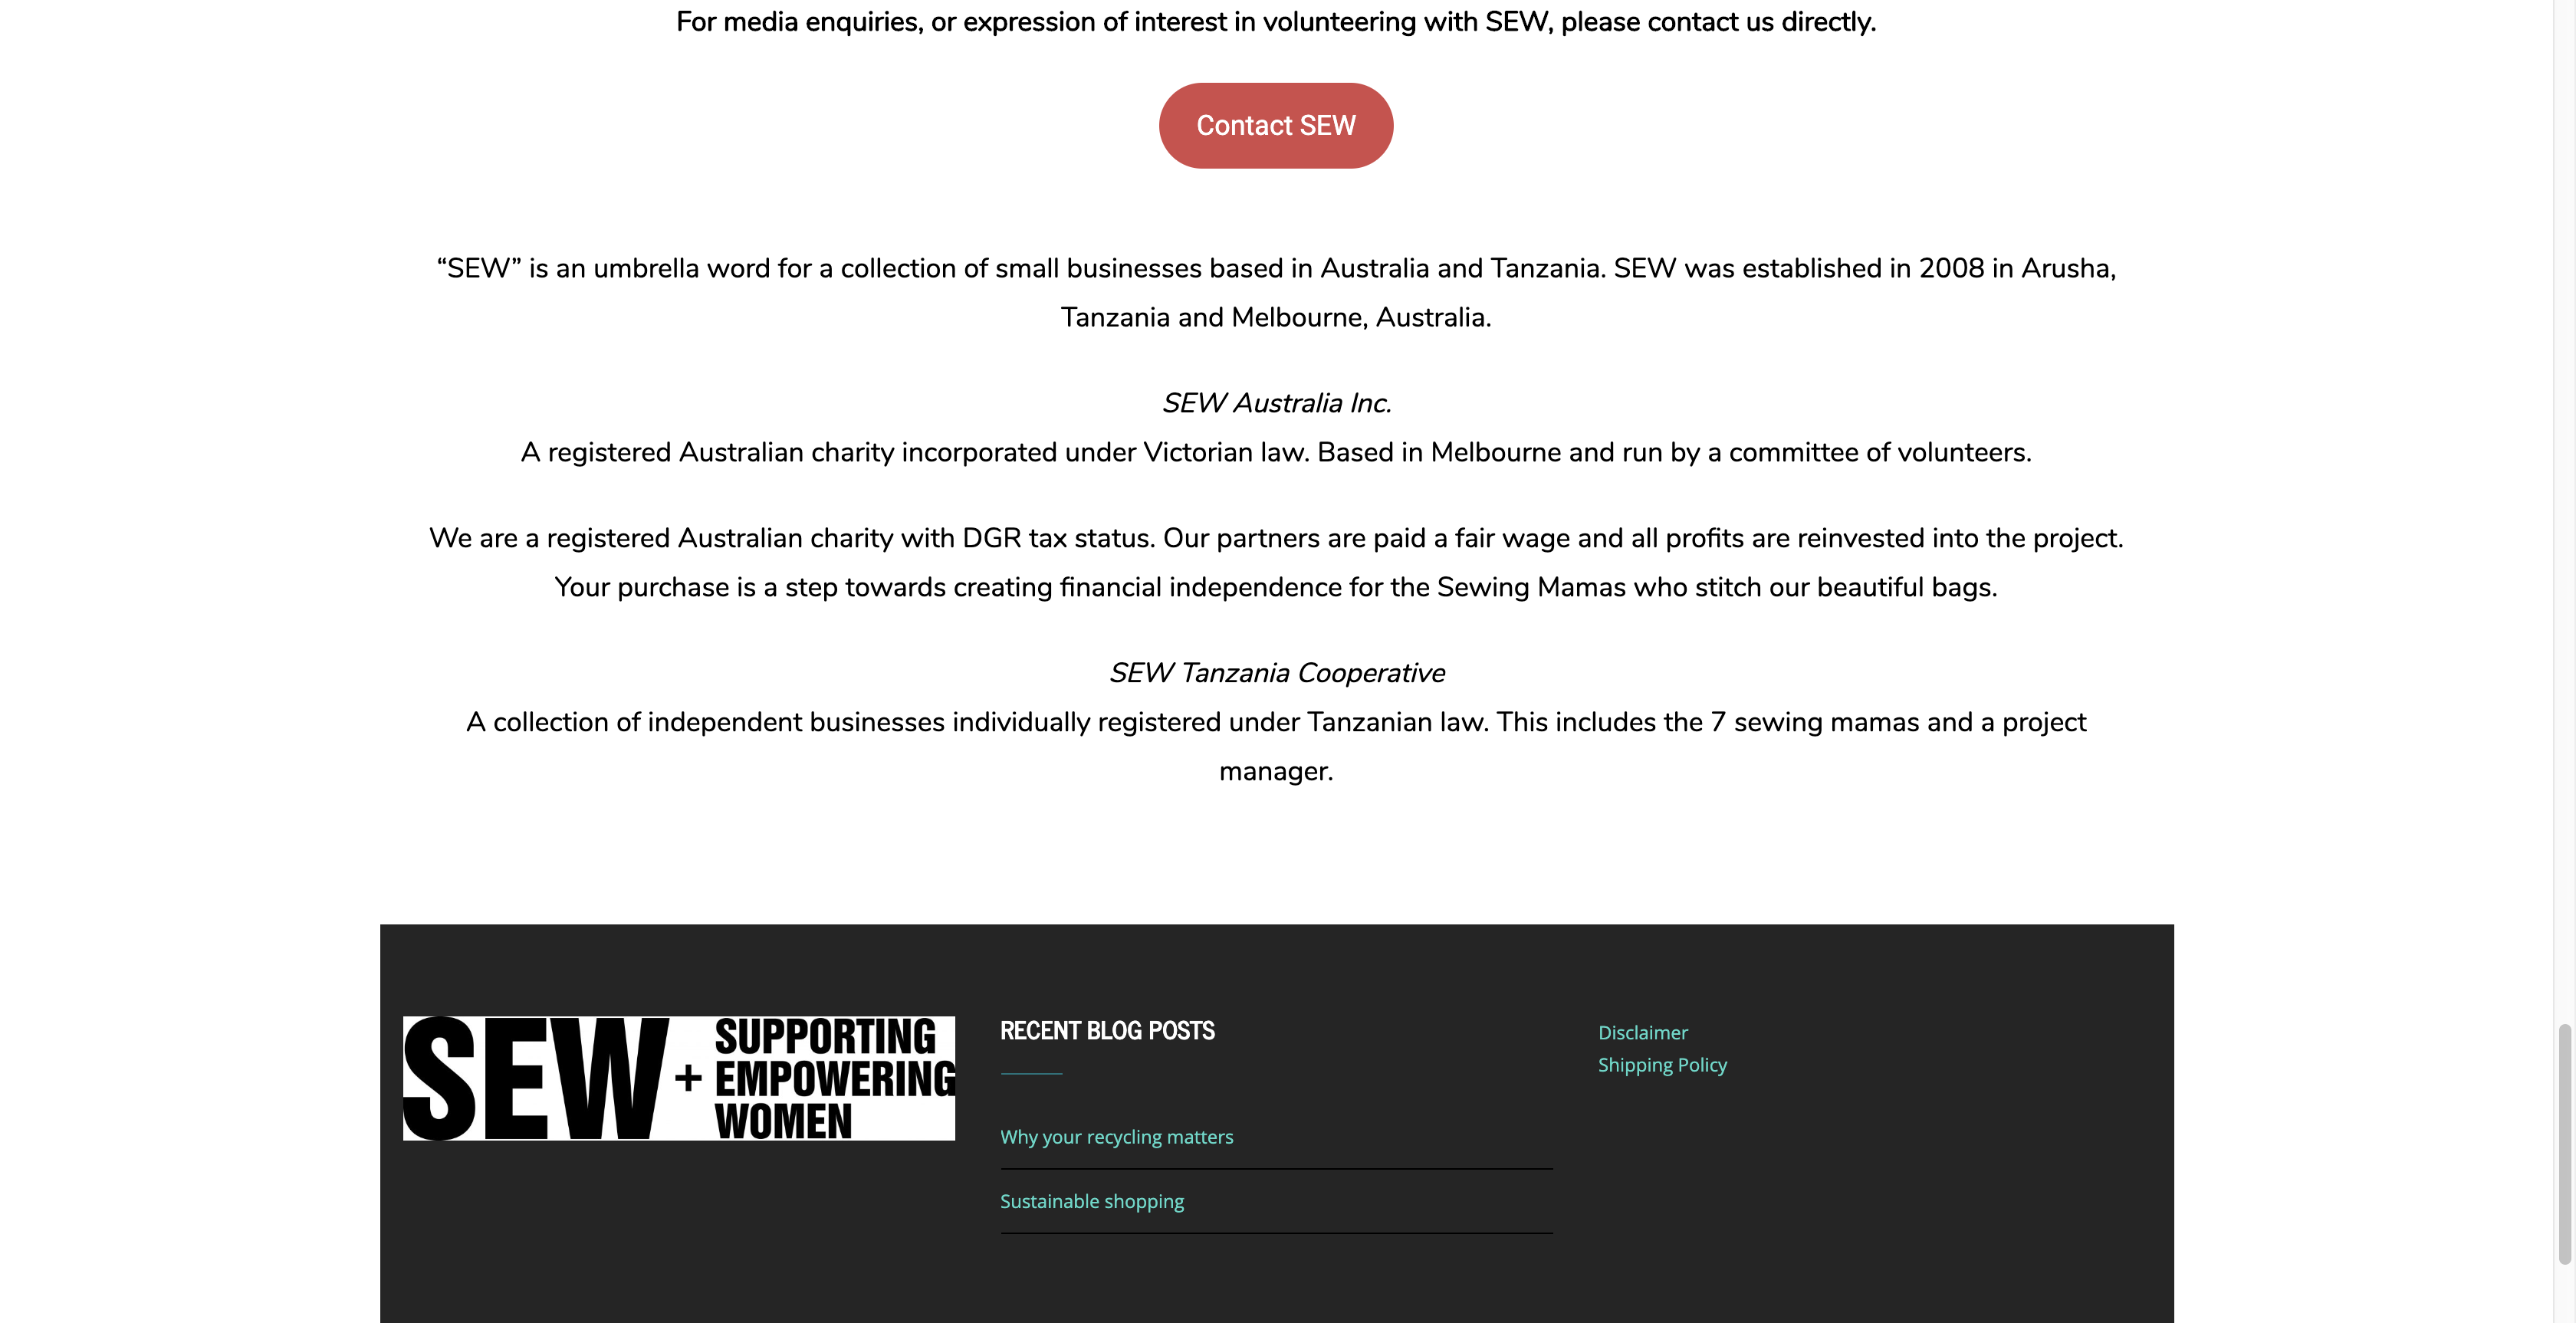 For media enquiries, or expression of interest in volunteering with SEW, please contact us directly.
Contact SEW
“SEW” is an umbrella word for a collection of small businesses based in Australia and Tanzania. SEW was established in 2008 in Arusha,
Tanzania and Melbourne, Australia.
SEW Australia Inc.
A registered Australian charity incorporated under Victorian law. Based in Melbourne and run by a committee of volunteers.
We are a registered Australian charity with DGR tax status. Our partners are paid a fair wage and all profits are reinvested into the project.
Your purchase is a step towards creating financial independence for the Sewing Mamas who stitch our beautiful bags.
SEW Tanzania Cooperative
A collection of independent businesses individually registered under Tanzanian law. This includes the 7 sewing mamas and a project
manager.
SEW + SUPPORTING
EMPOWERING
WOMEN
RECENT BLOG POSTS
Why your recycling matters
Sustainable shopping
Disclaimer
Shipping Policy